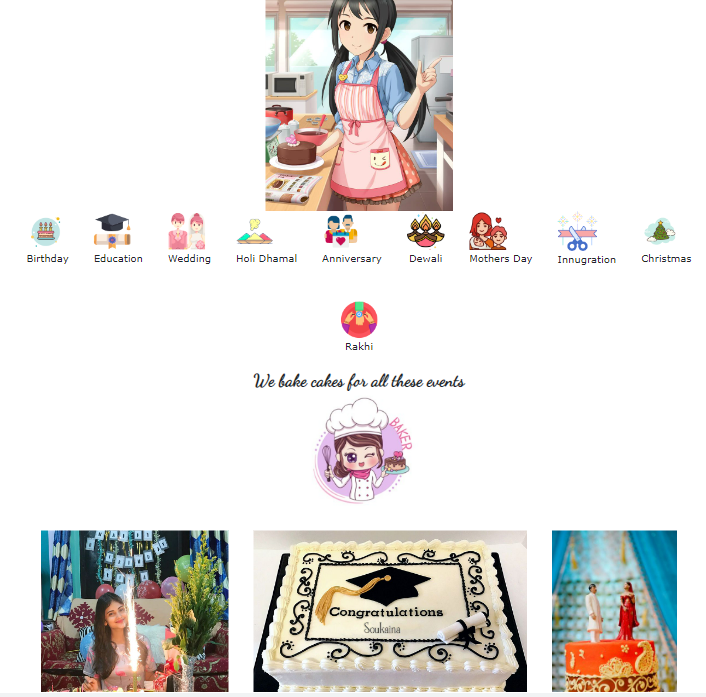 Birthday
Education
Wedding
Holi Dhamal
Anniversary
Dewali
Mothers Day
Innugration
Christmas
Rakhi
We bake cakes for all these events
BAKER
Congratulations
Soukaina